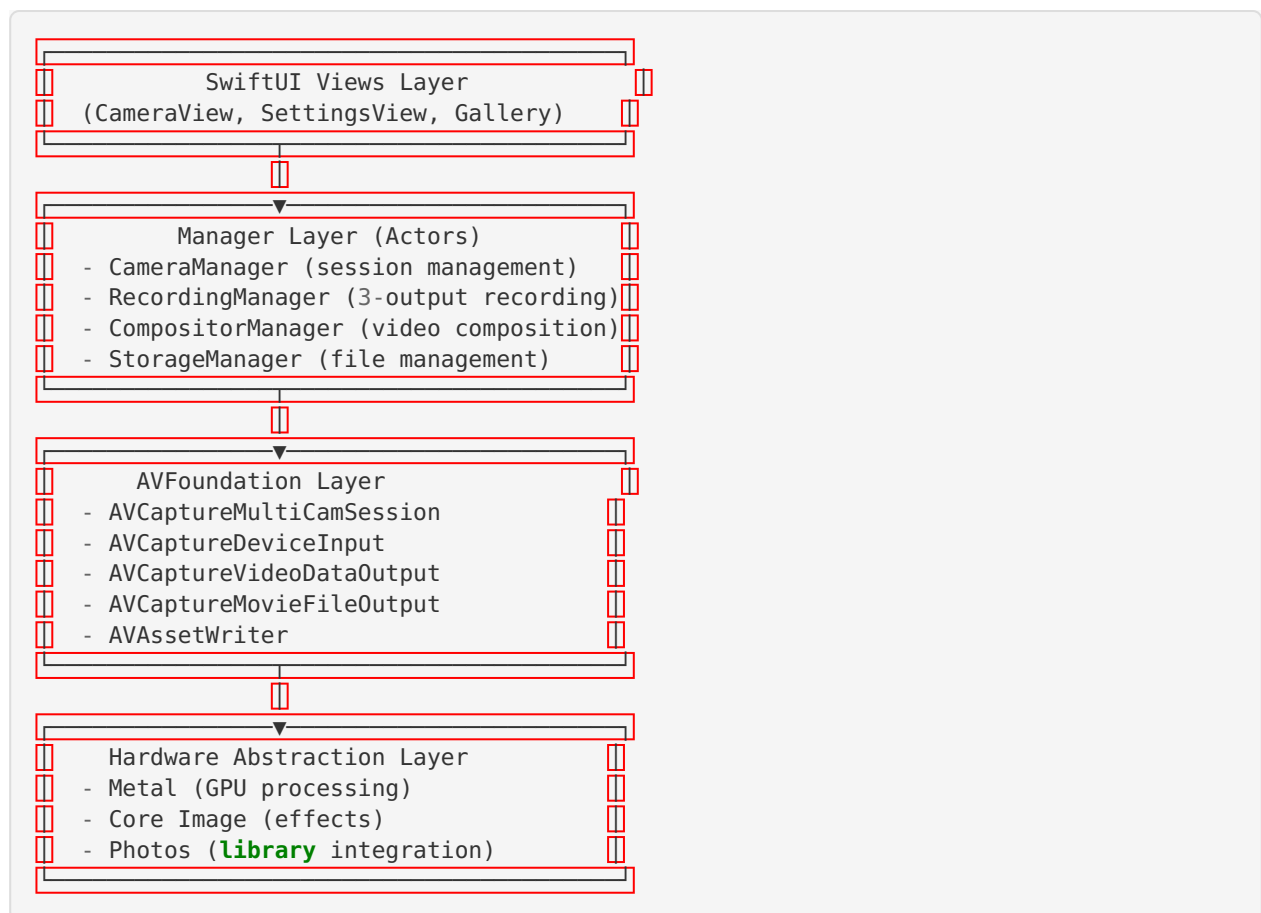 SwiftUI Views Layer
(CameraView, SettingsView, Gallery)
Manager Layer (Actors)
- CameraManager (session management)
- RecordingManager (3-output recording)
- CompositorManager (video composition)
- StorageManager (file management)
AVFoundation Layer
- AVCaptureMultiCamSession
- AVCaptureDeviceInput
- AVCaptureVideoDataOutput
- AVCaptureMovieFileOutput
- AVAssetWriter
Hardware Abstraction Layer
- Metal (GPU processing)
- Core Image (effects)
- Photos (library integration)